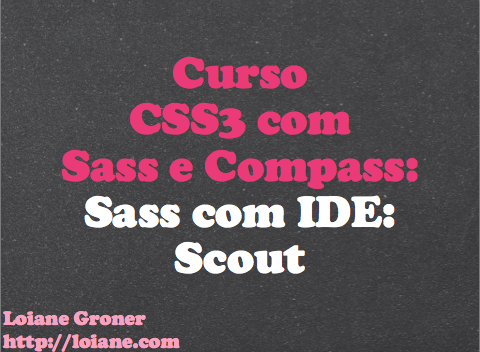 Curso
CSS3 com
Sass e Compass:
Sass com IDE:
Scout
Loiane Groner
http://loiane.com